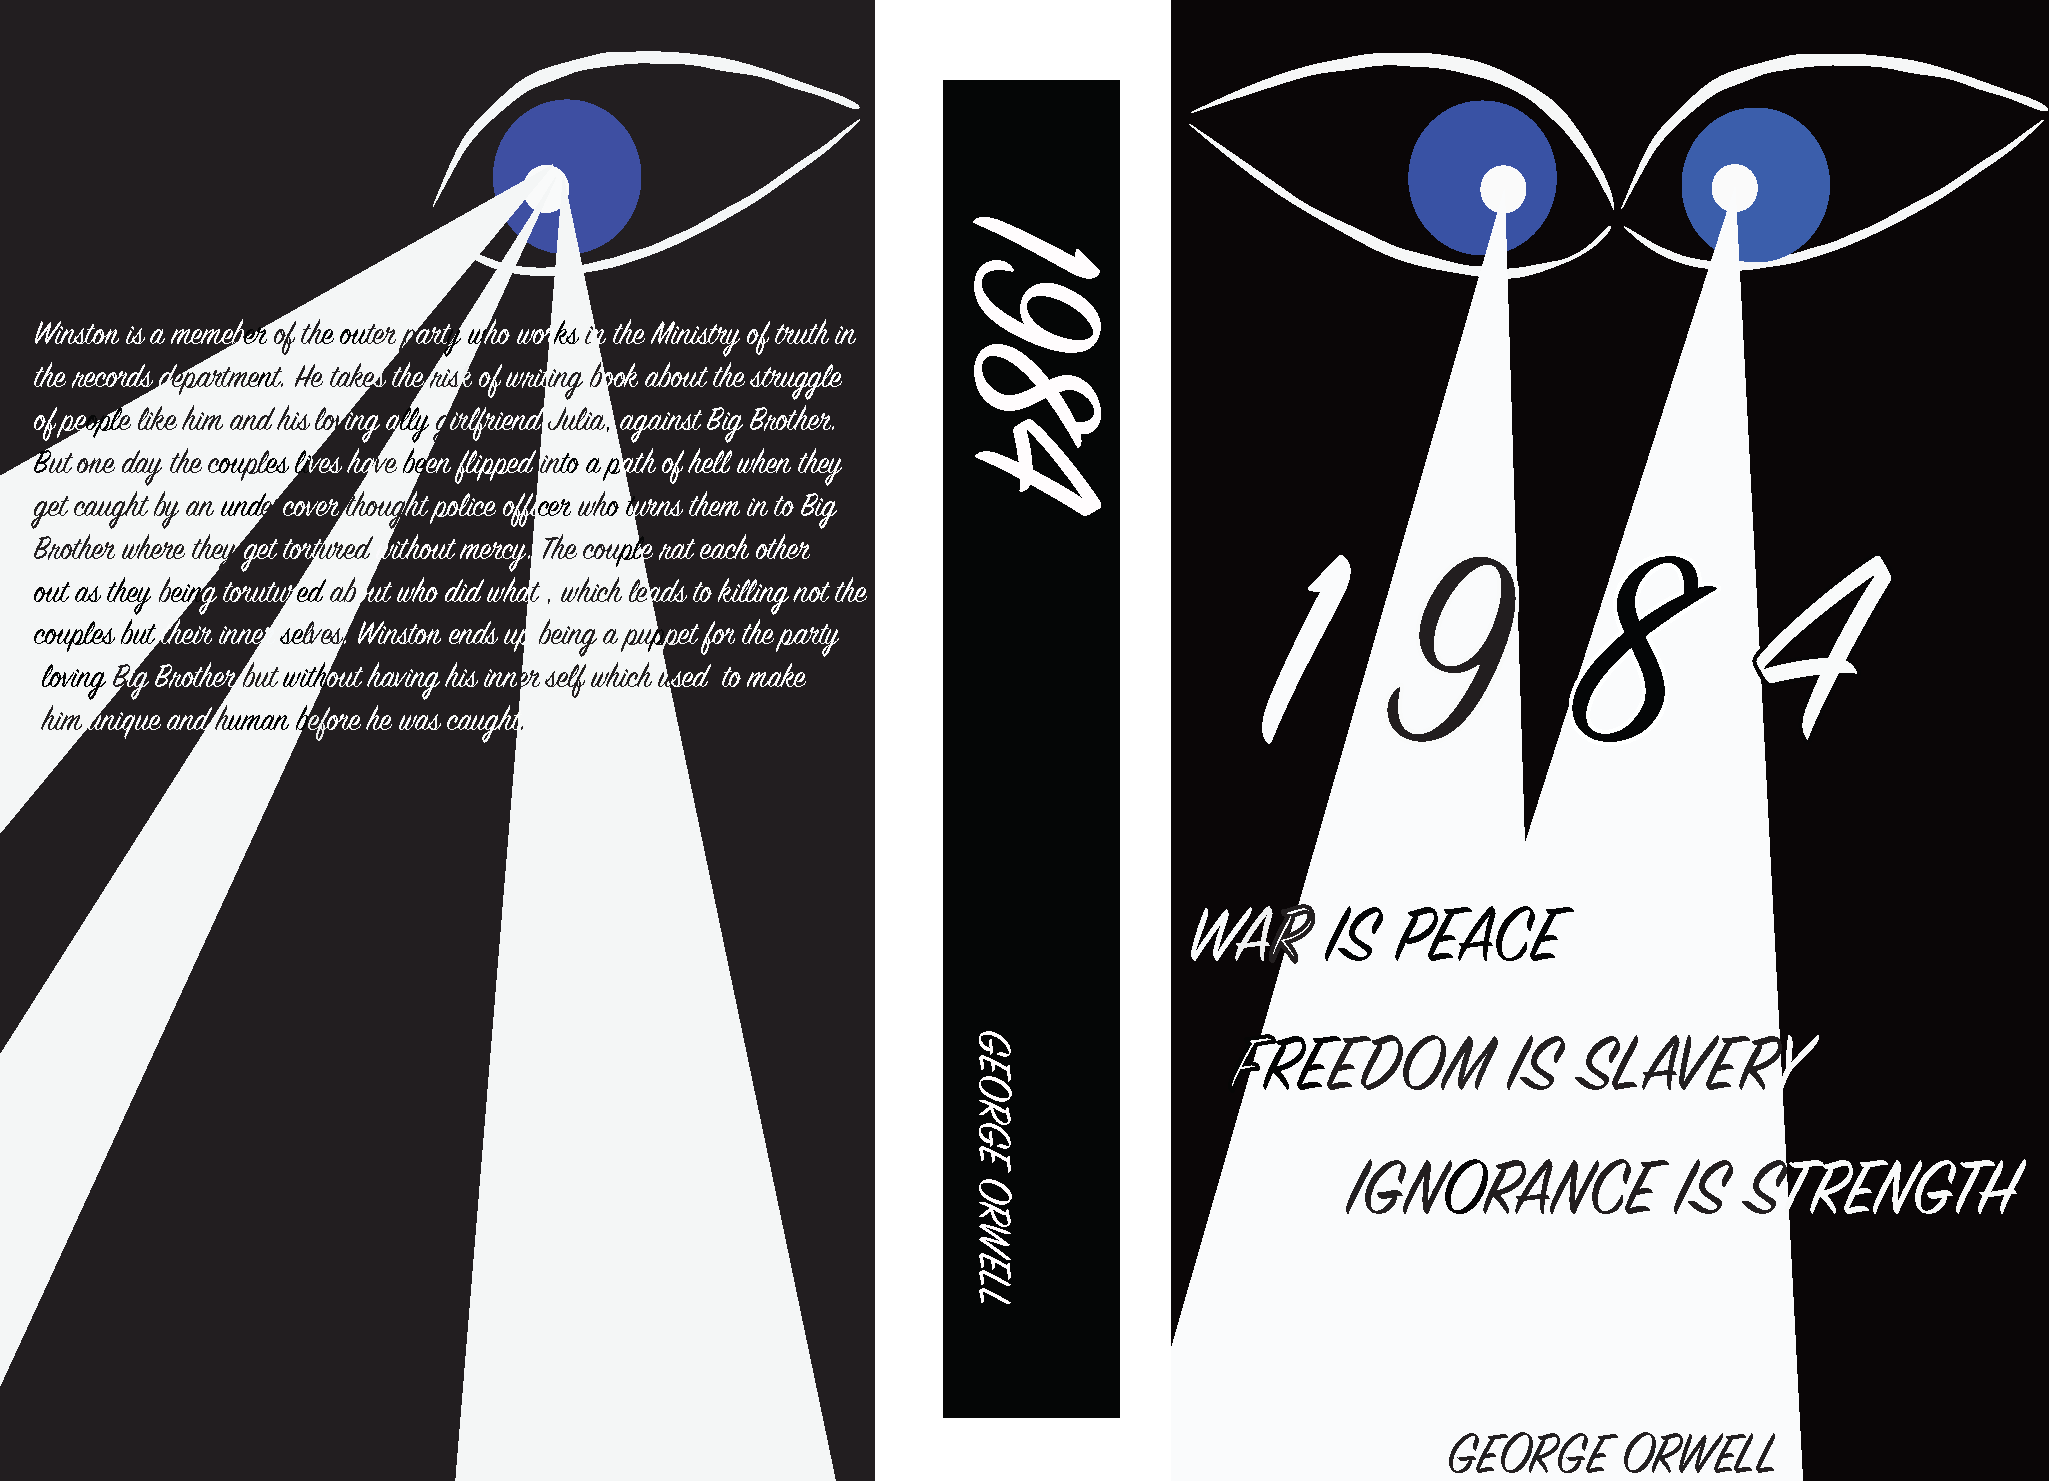 Winston is a memeber of the outer party who works in the Ministry of truth in
the records department. He takes the risk of writing book about the struggle
of people like him and his loving ally girlfriend Julia, against Big Brother.
But one day the couples lives have been flipped into a path of hell when they
get caught by an under cover thought police officer who turns them in to Big
Brother where they get tortured without mercy. The couple rat each other
out as they being torutured about who did what , which leads to killing not the
couples but their inner selves. Winston ends up being a puppet for the party
loving Big Brother but without having his inner self which used to make
him unique and human before he was caught.
1984
GEORGE ORWELL
1984
WAR IS PEACE
FREEDOM IS SLAVERY
IGNORANCE IS STRENGTH
GEORGE ORWELL